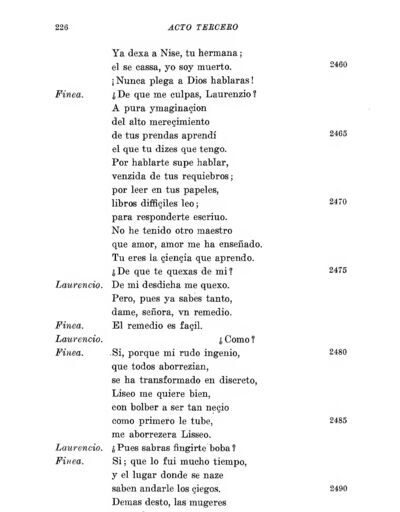 226 ACTO TERCERO
Ya dexa a Nise, tu hermana;
el se cassa, yo soy muerto. 2460
¡Nunca plega a Dios hablaras!
Finea. ¿De que me culpas, Laurenzio?
A pura ymaginaçion
del alto mereçimiento
de tus prendas aprendí 2465
el que tu dizes que tengo.
Por hablarte supe hablar,
venzida de tus requiebros;
por leer en tus papeles,
libros diffiçiles leo; 2470
para responderte escriuo.
No he tenido otro maestro
que amor, amor me ha enseñado.
Tu eres la çiençia que aprendo.
¿De que te quexas de mi? 2475
Laurencio. De mi desdicha me quexo.
Pero, pues ya sabes tanto,
dame, señora, vn remedio.
Finea. El remedio es façil.
Laurencio. ¿Como?
Finea. Si, porque mi rudo ingenio, 2480
que todos aborrezian,
se ha transformado en discreto,
Liseo me quiere bien,
con bolber a ser tan neçio
como primero le tube, 2485
me aborrezera Lisseo.
Laurencio. ¿Pues sabras fingirte boba?
Finea. Si; que lo fui mucho tiempo,
y el lugar donde se naze
saben andarle los çiegos. 2490
Demas desto, las mugeres